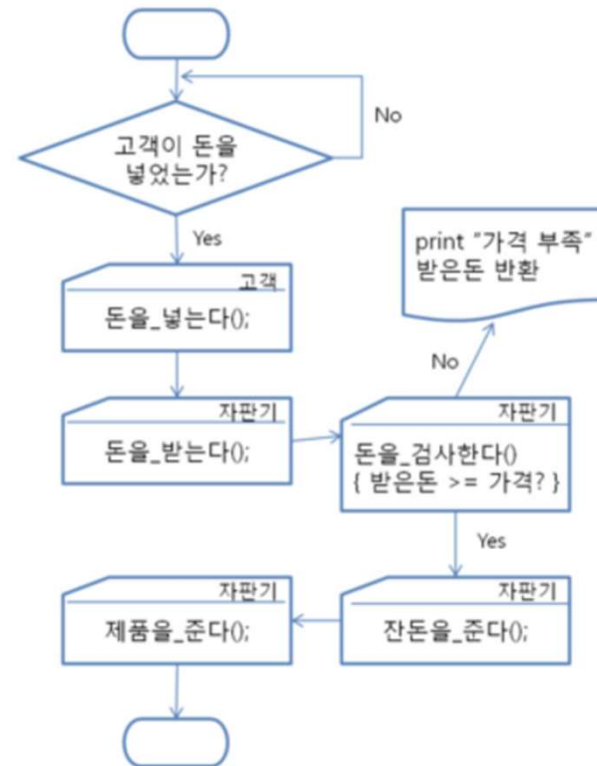 No
고객이 돈을
넣었는가?
Yes
고객
돈을_넣는다();
print "가격 부족"
받은돈 반환
No
자판기
돈을_받는다();
자판기
돈을_검사한다()
{ 받은돈 >= 가격? }
Yes
자판기
제품을_준다();
자판기
잔돈을_준다();